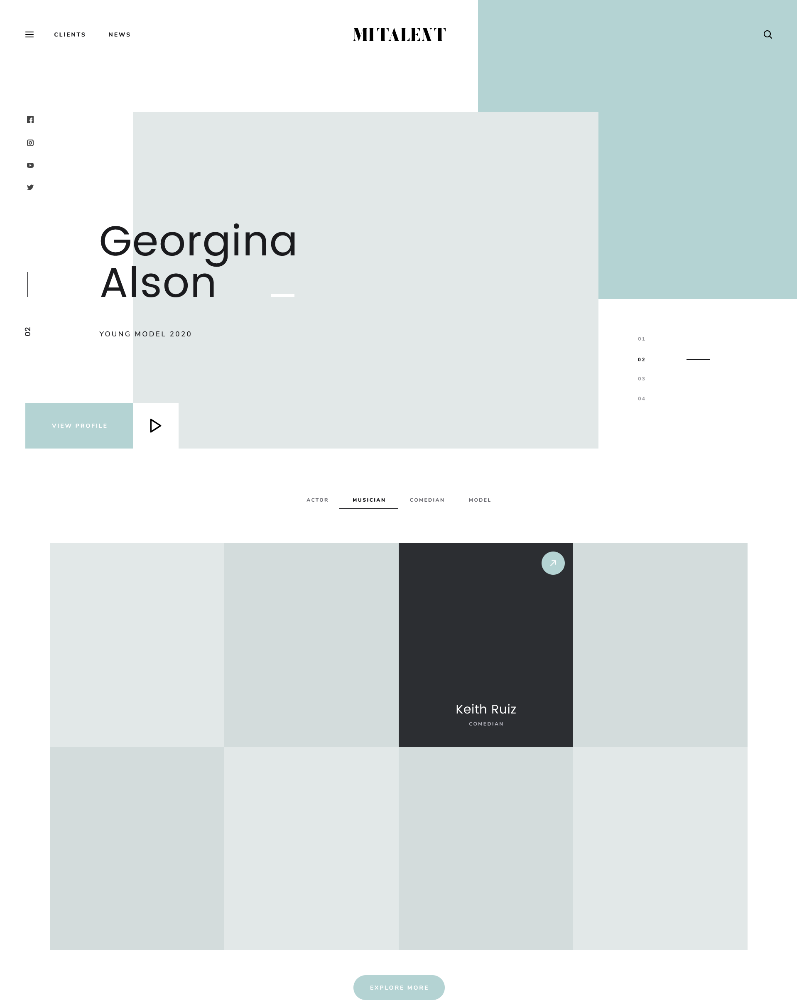 CLIENTS NEWS
MITALEXT
Georgina
Alson
YOUNG MODEL 2020
02
VIEW PROFILE
01
02
03
04
ACTOR MUSICIAN COMEDIAN MODEL
Keith Ruiz
COMEDIAN
EXPLORE MORE